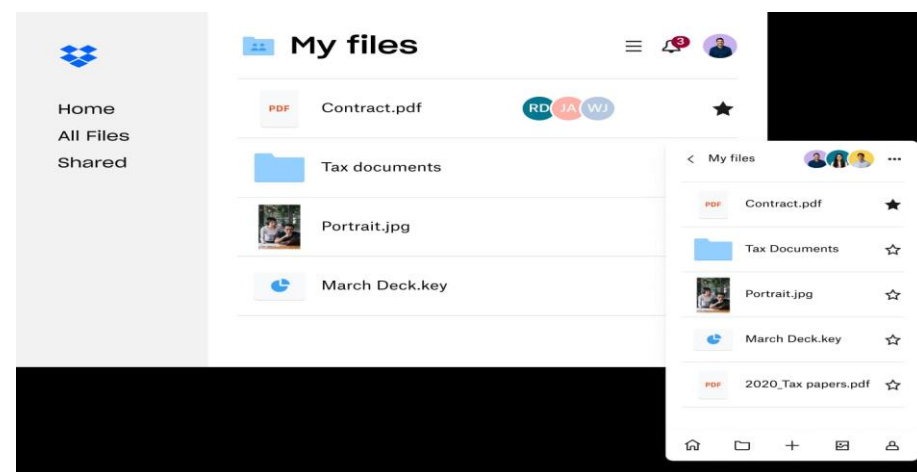 My files
3
Home
All Files
Shared
PDF Contract.pdf RD JA WJ
Tax documents
Portrait.jpg
March Deck.key
< My files ...
PDF Contract.pdf
Tax Documents
Portrait.jpg
March Deck.key
PDF 2020_Tax papers.pdf